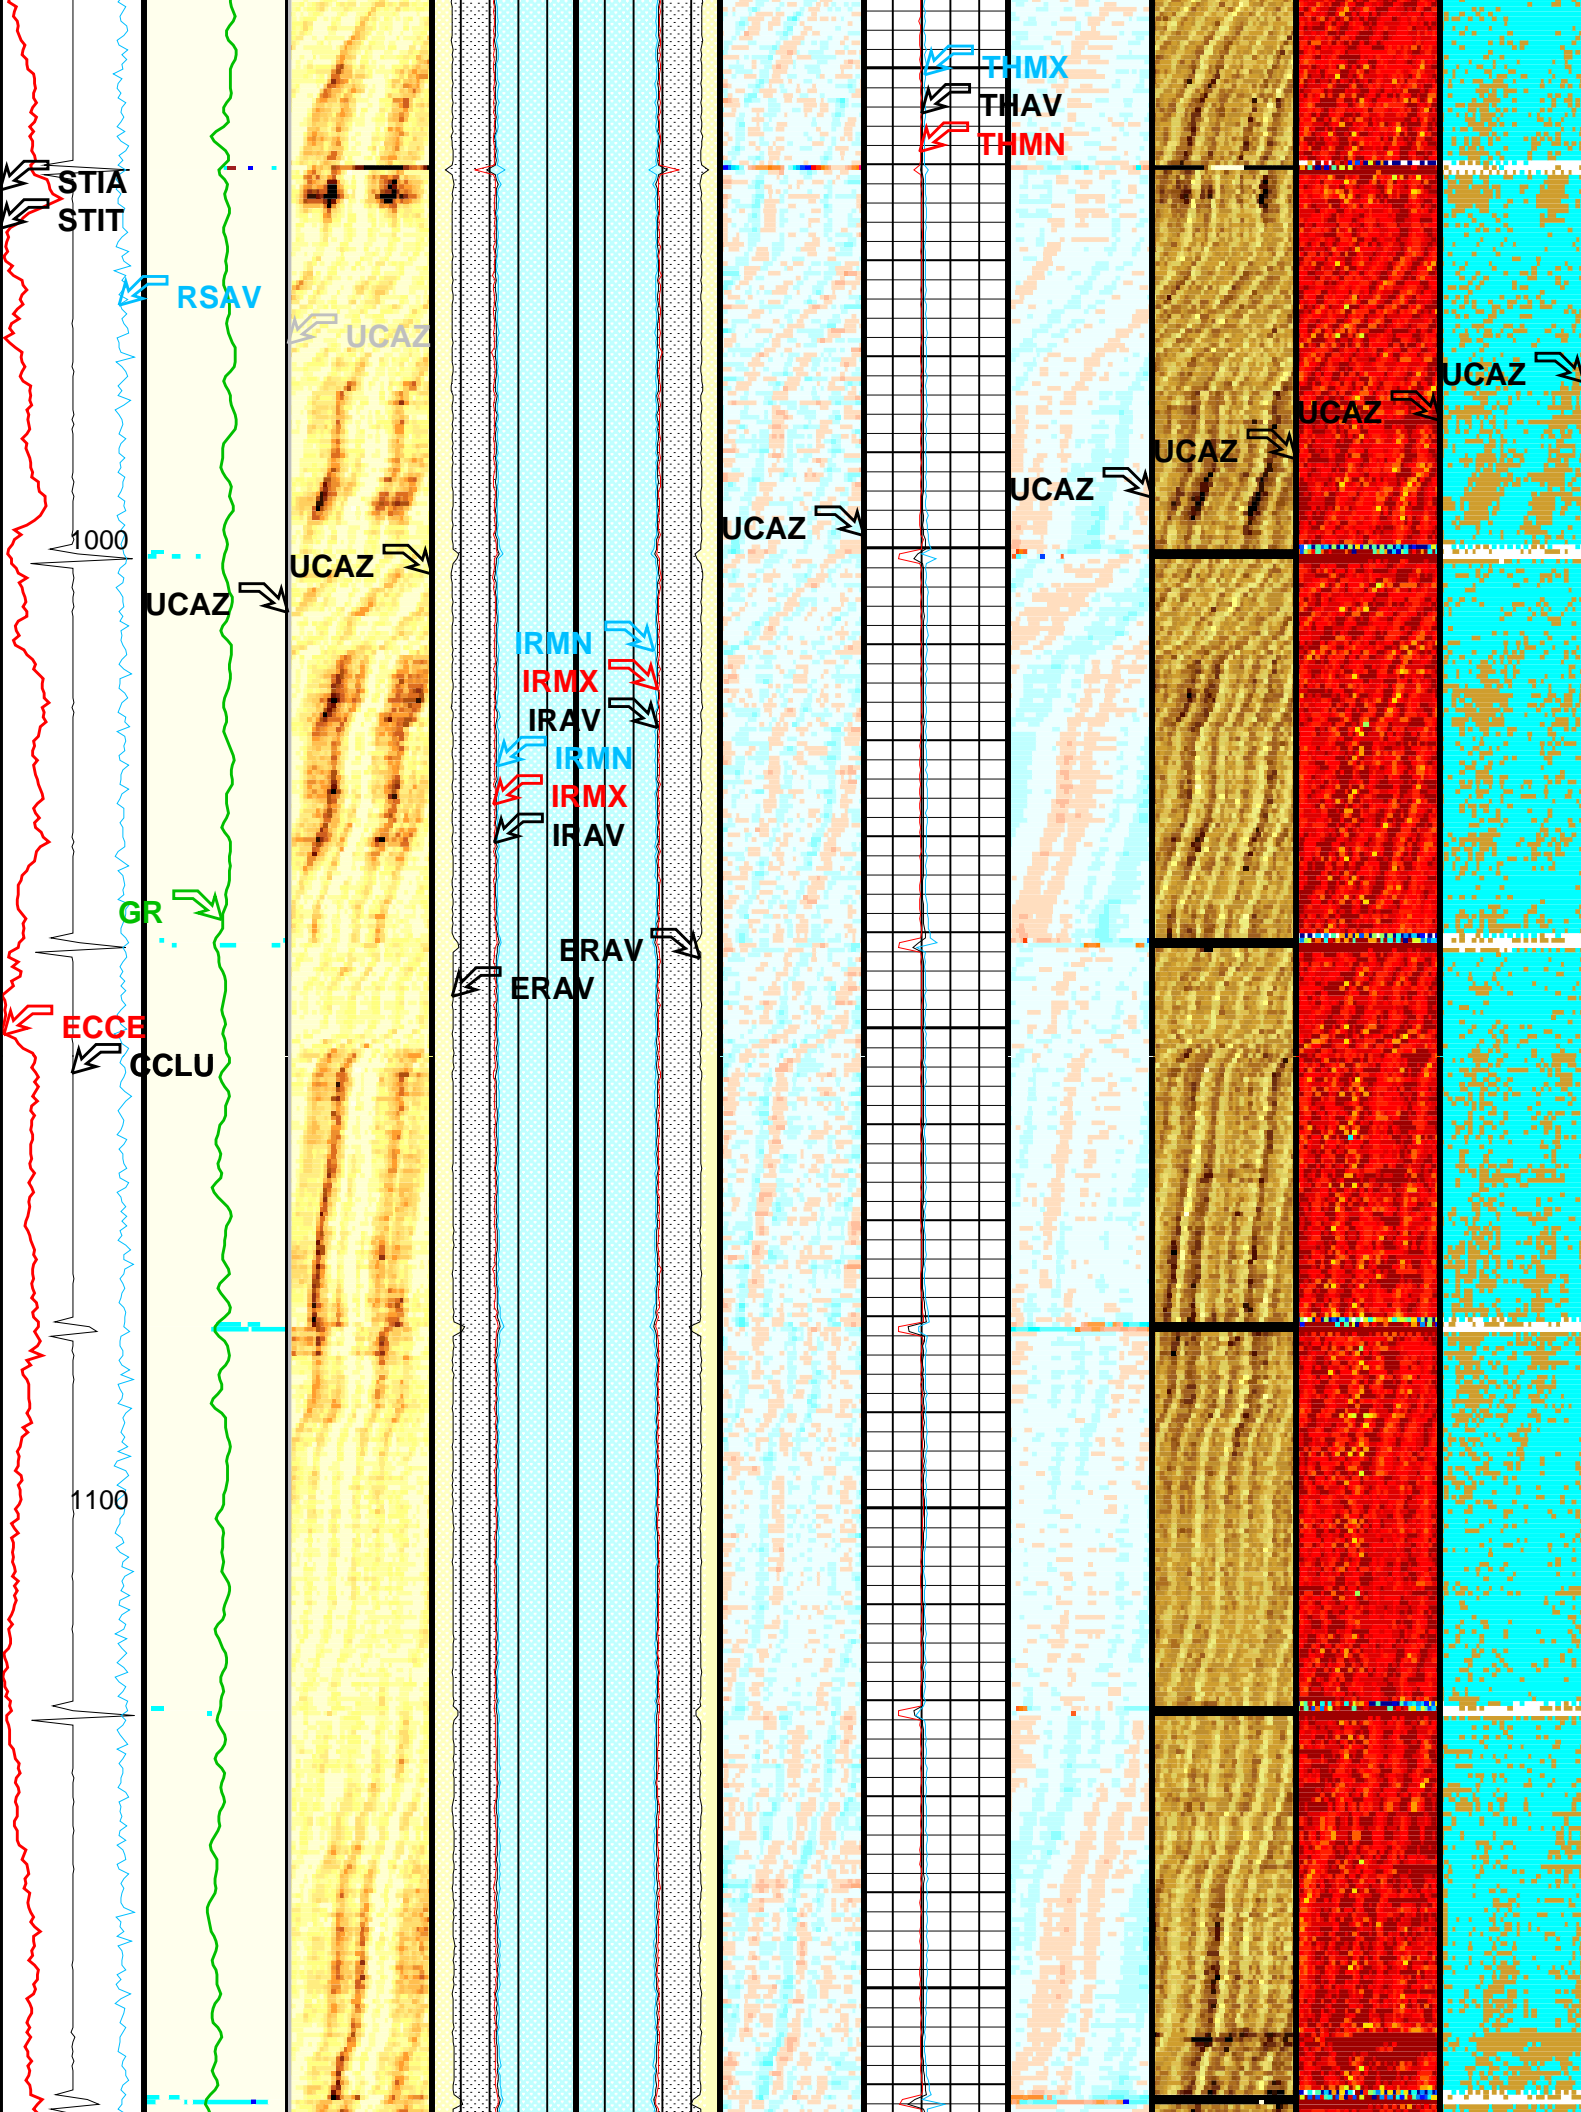 THMX
THAV
THMN
STIA
STIT
RSAV
UCAZ
UCAZ
UCAZ
UCAZ
UCAZ
UCAZ
1000
UCAZ
UCAZ
IRMN
IRMX
IRAV
IRMN
IRMX
IRAV
GR
ERAV
ERAV
ECCE
CCLU
1100